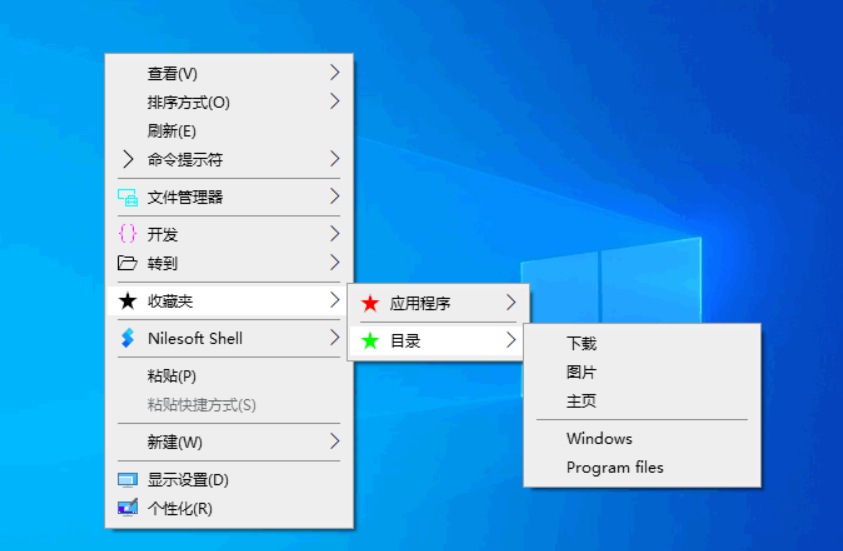 查看(V)
排序方式(O)
刷新(E)
命令提示符
文件管理器
开发
转到
收藏夹
Nilesoft Shell
粘贴(P)
粘贴快捷方式(S)
新建(W)
显示设置(D)
个性化(R)
应用程序
目录
下载
图片
主页
Windows
Program files